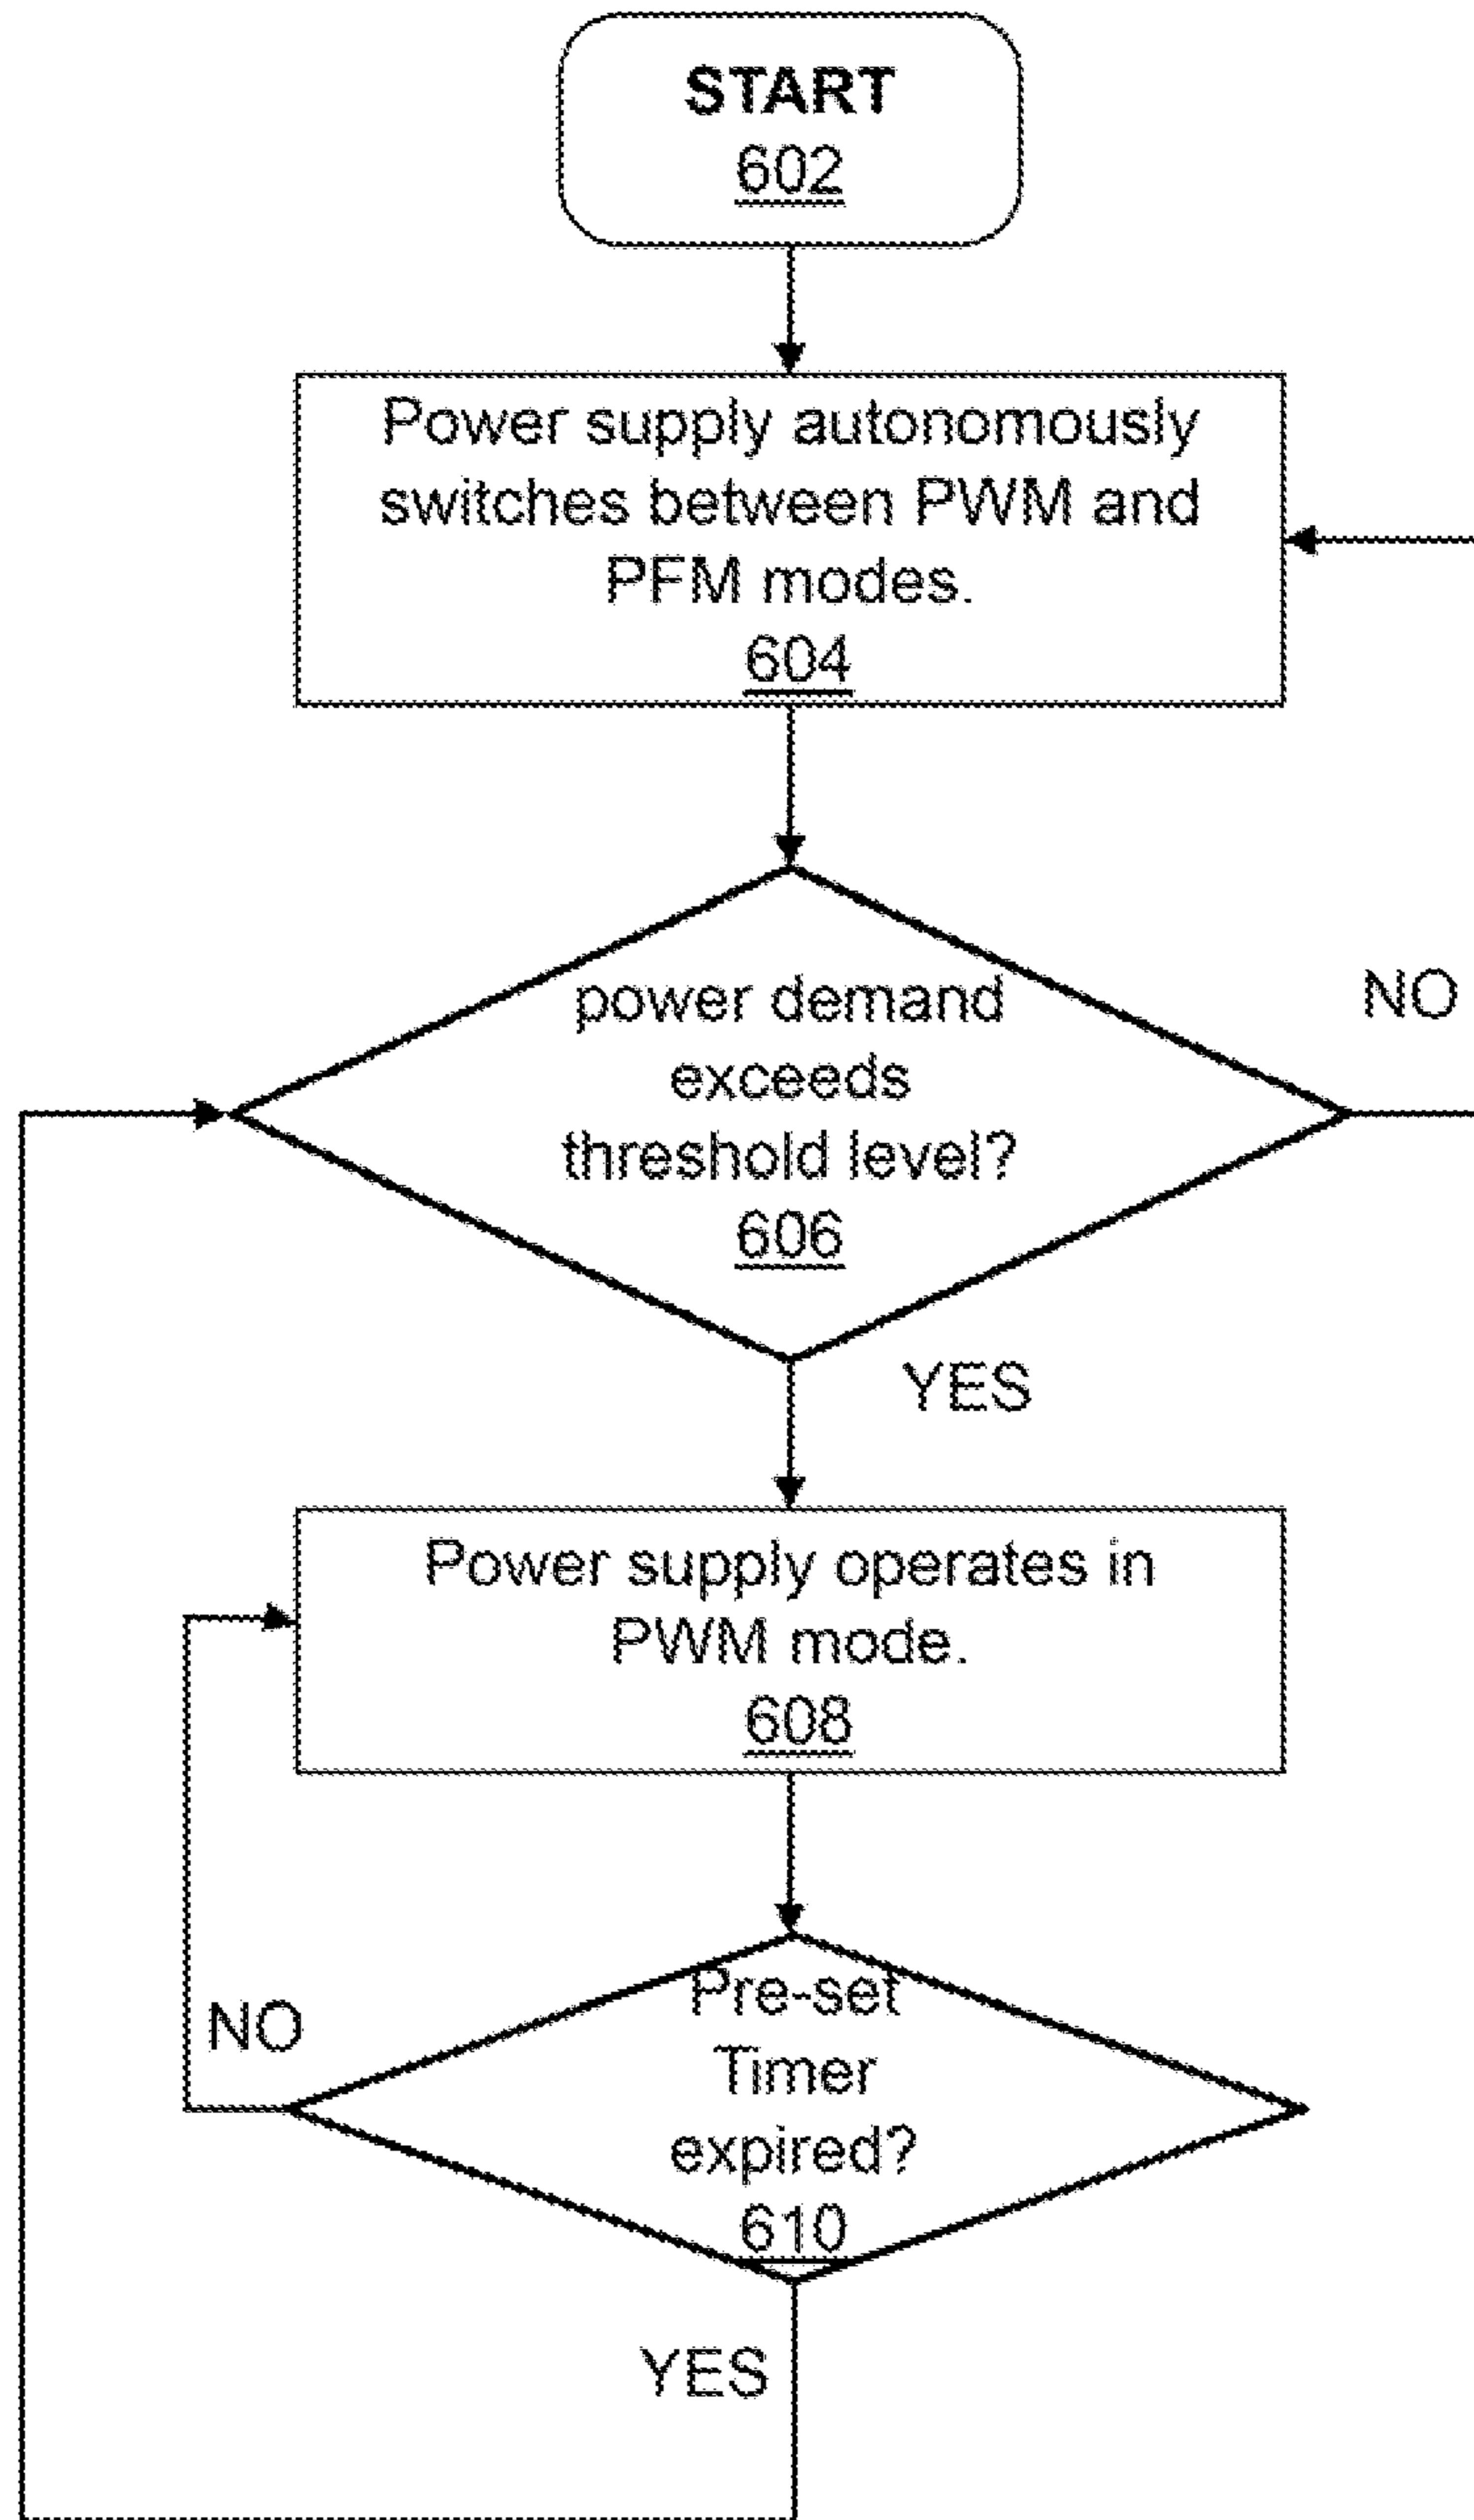 START
602
Power supply autonomously
switches between PWM and
PFM modes.
604
power demand
exceeds
threshold level?
606
NO
YES
Power supply operates in
PWM mode.
608
Pre-set
Timer
expired?
610
NO
YES